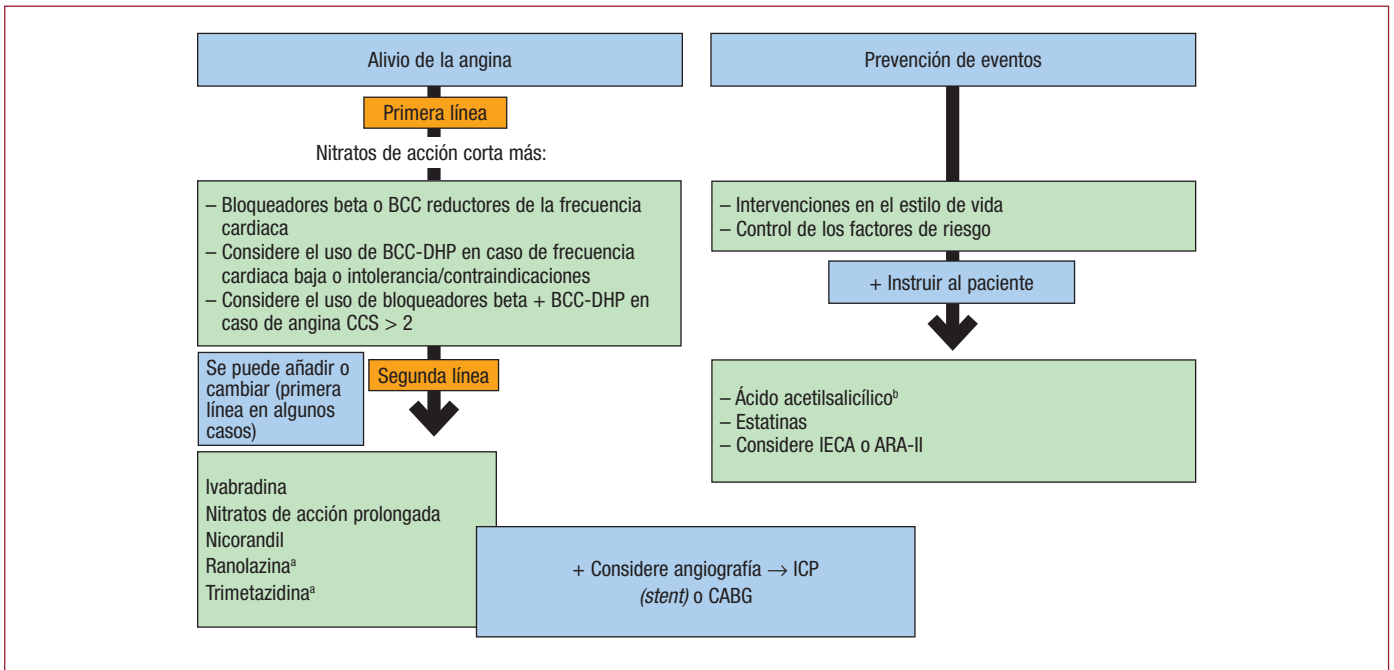 Alivio de la angina
Primera línea
Nitratos de acción corta más:
– Bloqueadores beta o BCC reductores de la frecuencia
cardiaca
– Considere el uso de BCC-DHP en caso de frecuencia
cardiaca baja o intolerancia/contraindicaciones
– Considere el uso de bloqueadores beta + BCC-DHP en
caso de angina CCS > 2
Se puede añadir o
cambiar (primera
línea en algunos
casos)
Segunda línea
Ivabradina
Nitratos de acción prolongada
Nicorandil
Ranolazinaᵃ
Trimetazidinaᵃ
+ Considere angiografía → ICP
(stent) o CABG
Prevención de eventos
– Intervenciones en el estilo de vida
– Control de los factores de riesgo
+ Instruir al paciente
– Ácido acetilsalicílicoᵇ
– Estatinas
– Considere IECA o ARA-II